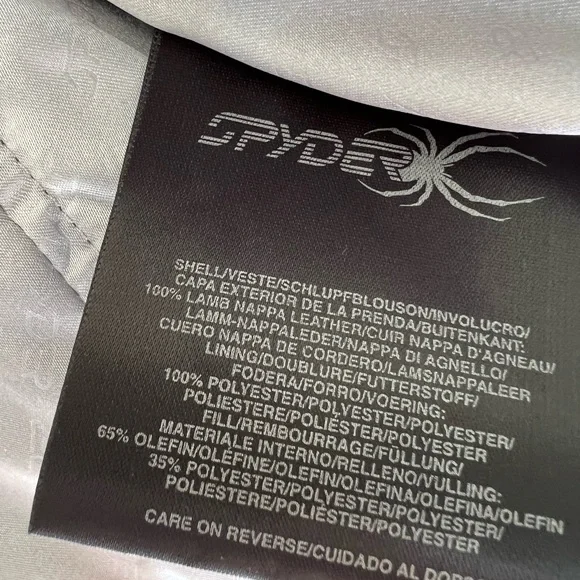 SPYDER
SHELL/VESTE/SCHLUPFBLOUSON/INVOLUCRO/
CAPA EXTERIOR DE LA PRENDA/BUITENKANT:
100% LAMB NAPPA LEATHER/CUIR NAPPA D'AGNEAU/
LAMM-NAPPALEDER/NAPPA DI AGNELLO/
CUERO NAPPA DE CORDERO/LAMSNAPPALEER
LINING/DOUBLURE/FUTTERSTOFF/
FODERA/FORRO/VOERING:
100% POLYESTER/POLYESTER/POLYESTER/
POLIESTERE/POLIÉSTER/POLYESTER
FILL/REMBOURRAGE/FÜLLUNG/
MATERIALE INTERNO/RELLENO/VULLING:
65% OLEFIN/OLÉFINE/OLEFIN/OLEFINA/OLEFINA/OLEFIN
35% POLYESTER/POLYESTER/POLYESTER/
POLIESTERE/POLIÉSTER/POLYESTER
CARE ON REVERSE/CUIDADO AL DORS